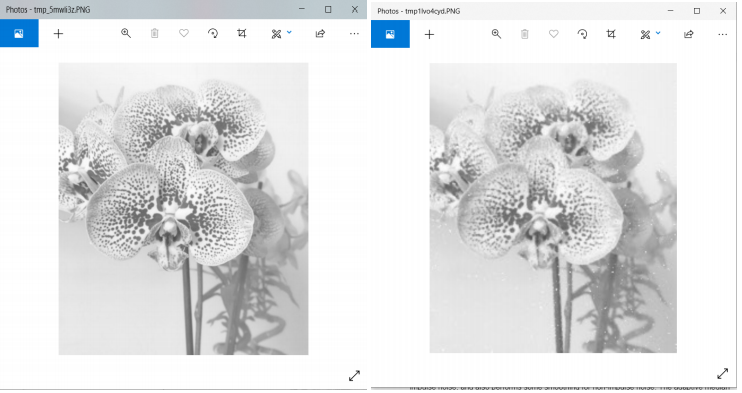 Photos - tmp_5mwli3z.PNG
Photos - tmp1lvo4cyd.PNG
impulse noise, and also performs some smoothing for non-impulse noise. The adaptive median